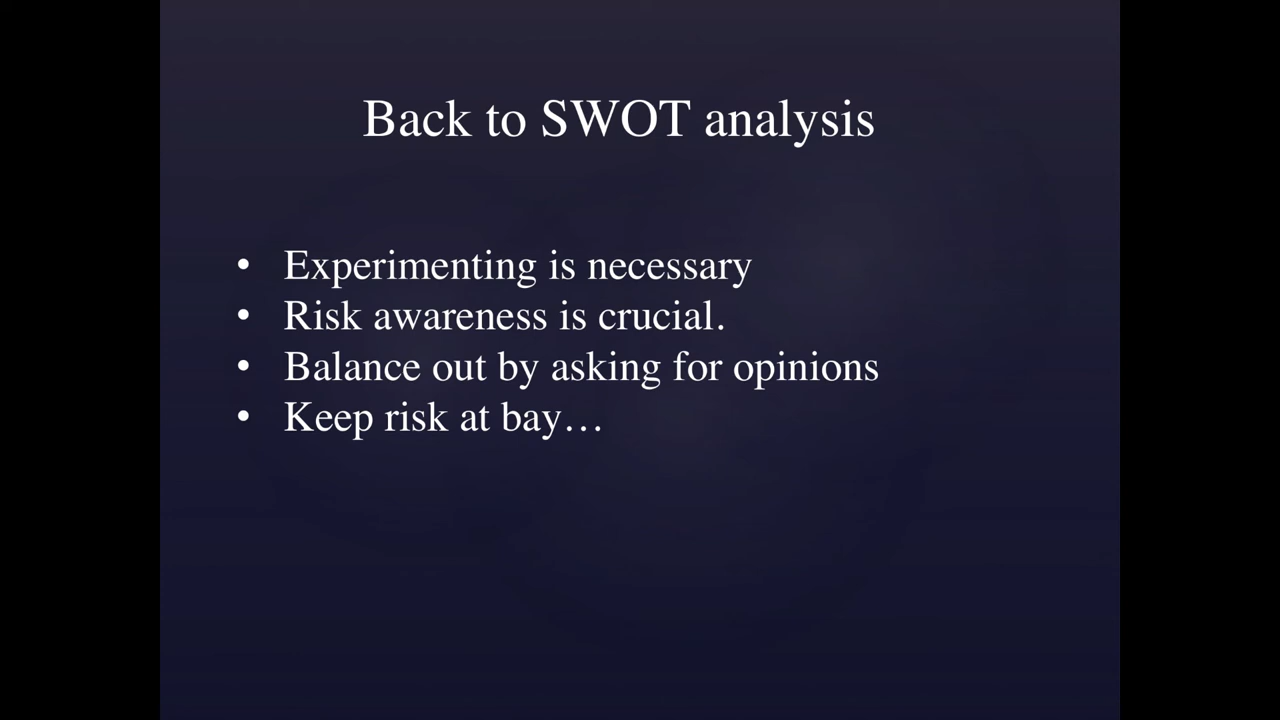 Back to SWOT analysis
• Experimenting is necessary
• Risk awareness is crucial.
• Balance out by asking for opinions
• Keep risk at bay…